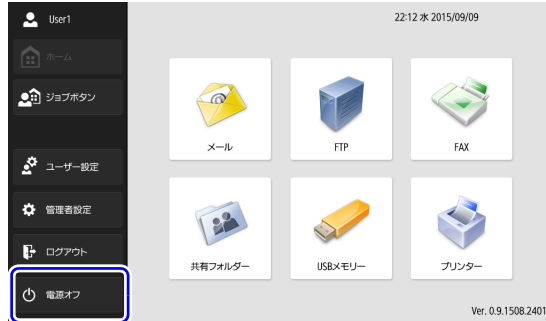 User1
22:12 水 2015/09/09
ホーム
ジョブボタン
ユーザー設定
管理者設定
ログアウト
電源オフ
メール
FTP
FAX
共有フォルダー
USBメモリー
プリンター
Ver. 0.9.1508.2401